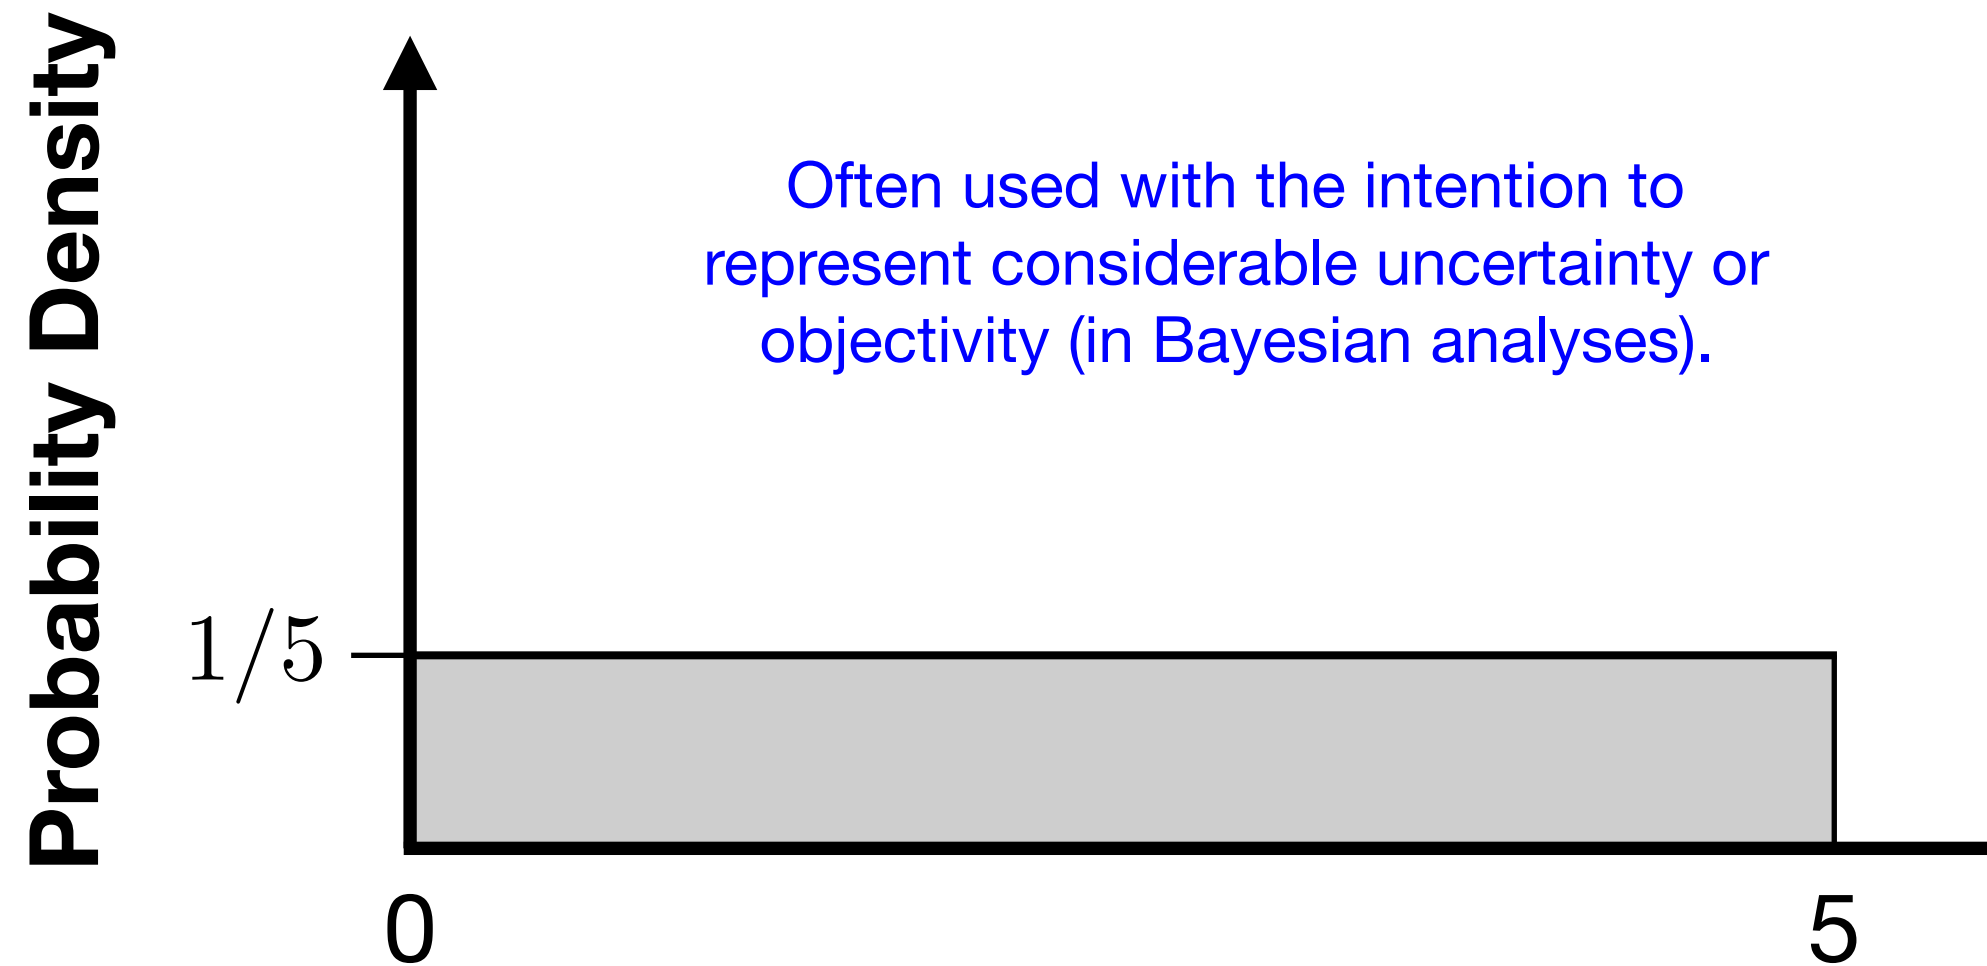 Probability Density
Often used with the intention to
represent considerable uncertainty or
objectivity (in Bayesian analyses).
1/5
0
5